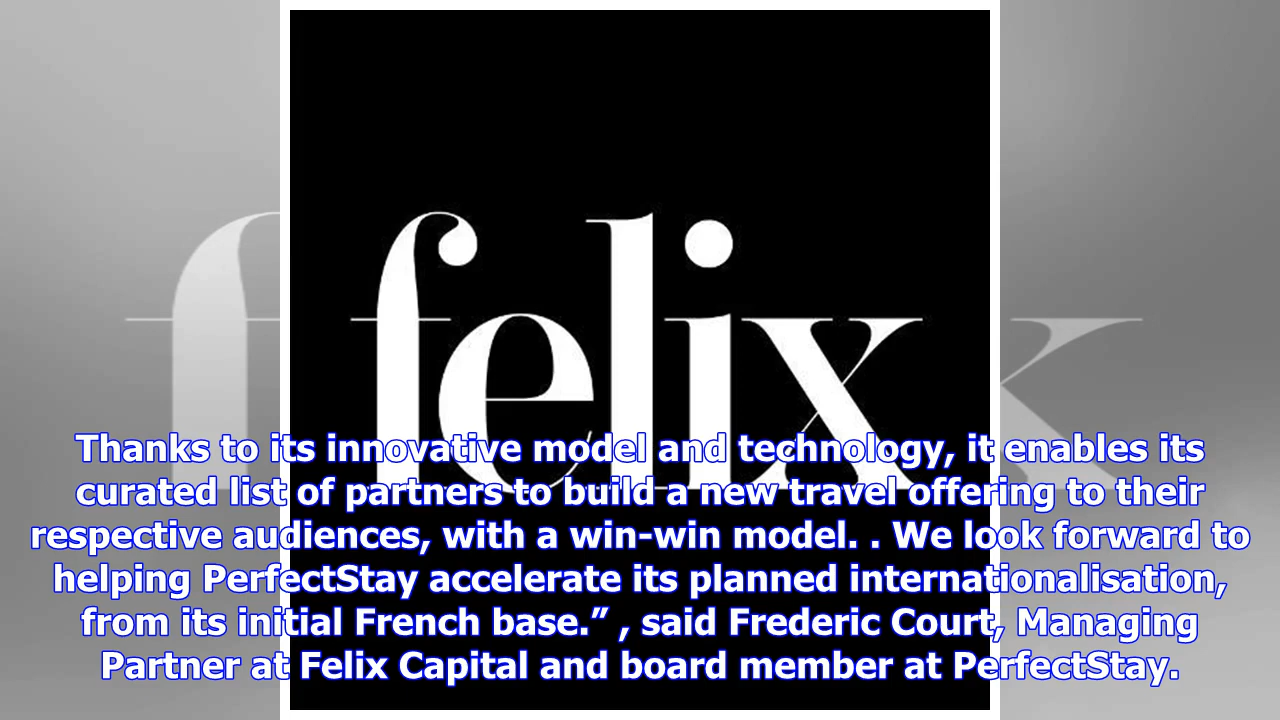 felix
Thanks to its innovative model and technology, it enables its
curated list of partners to build a new travel offering to their
respective audiences, with a win-win model. . We look forward to
helping PerfectStay accelerate its planned internationalisation,
from its initial French base.” , said Frederic Court, Managing
Partner at Felix Capital and board member at PerfectStay.